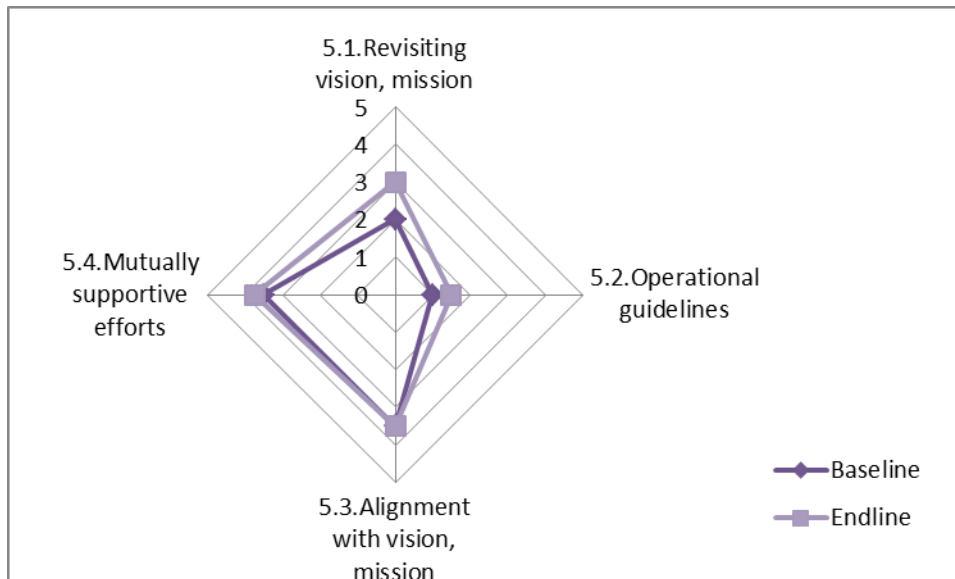 5.1.Revisiting
vision, mission
5
4
3
2
1
0
5.2.Operational
guidelines
5.3.Alignment
with vision,
mission
5.4.Mutually
supportive
efforts
Baseline
Endline